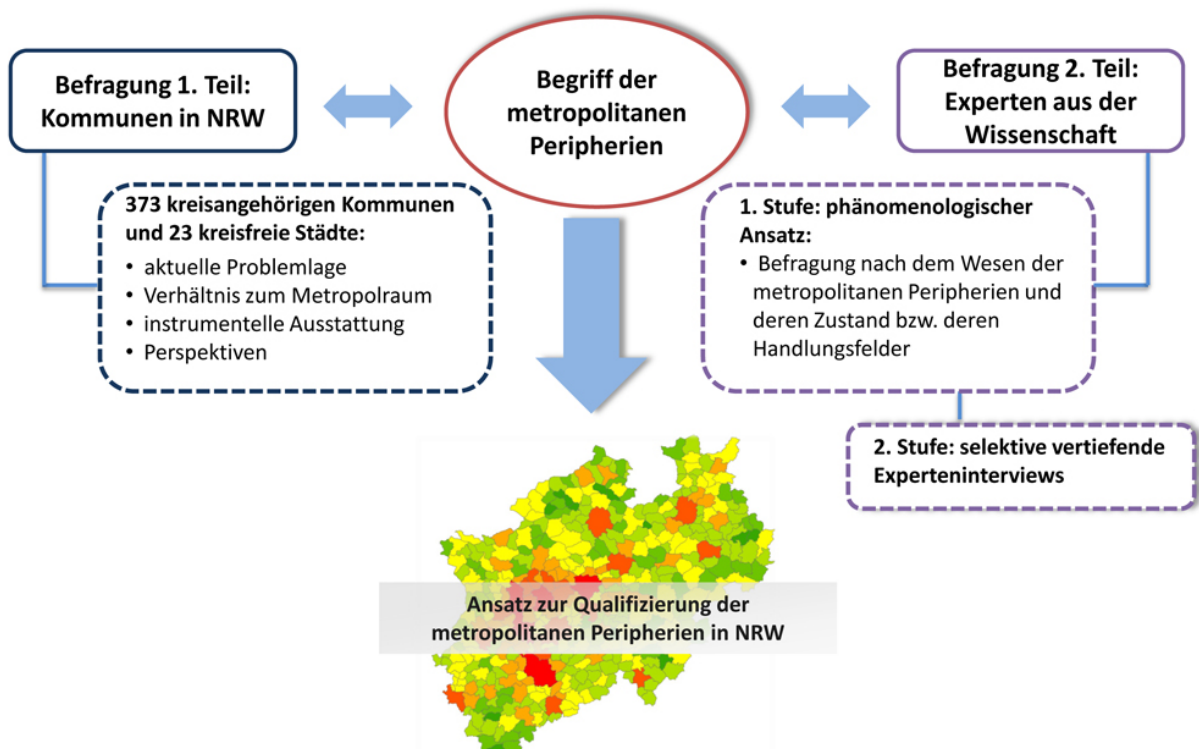 Befragung 1. Teil:
Kommunen in NRW
Begriff der
metropolitanen
Peripherien
Befragung 2. Teil:
Experten aus der
Wissenschaft
373 kreisangehörigen Kommunen
und 23 kreisfreie Städte:
• aktuelle Problemlage
• Verhältnis zum Metropolraum
• instrumentelle Ausstattung
• Perspektiven
1. Stufe: phänomenologischer
Ansatz:
• Befragung nach dem Wesen der
metropolitanen Peripherien und
deren Zustand bzw. deren
Handlungsfelder
2. Stufe: selektive vertiefende
Experteninterviews
Ansatz zur Qualifizierung der
metropolitanen Peripherien in NRW